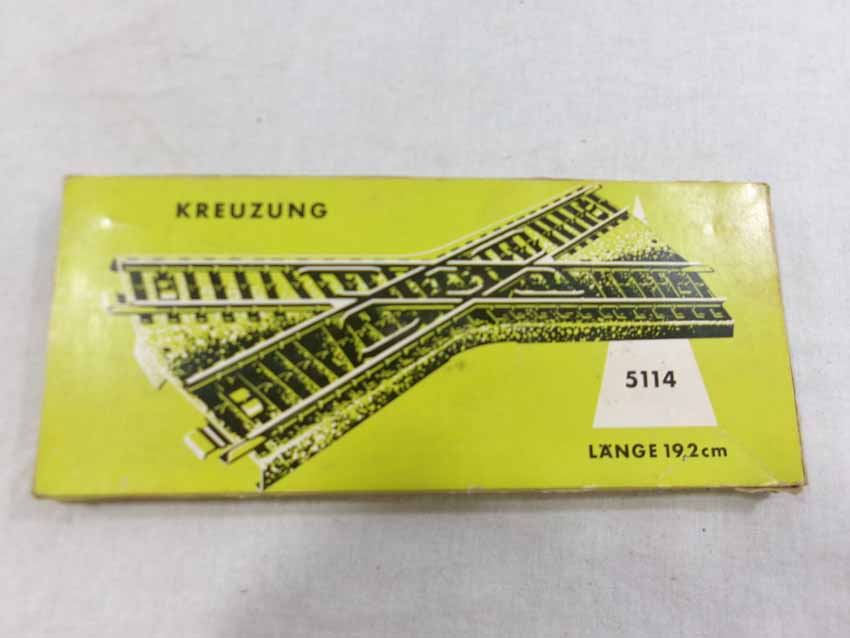 KREUZUNG
5114
LÄNGE 19,2 cm